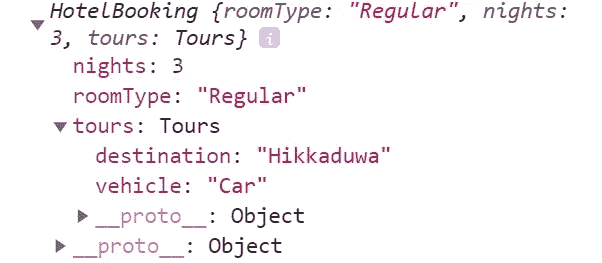 HotelBooking {roomType: "Regular", nights:
3, tours: Tours} i
nights: 3
roomType: "Regular"
tours: Tours
destination: "Hikkaduwa"
vehicle: "Car"
__proto__: Object
__proto__: Object